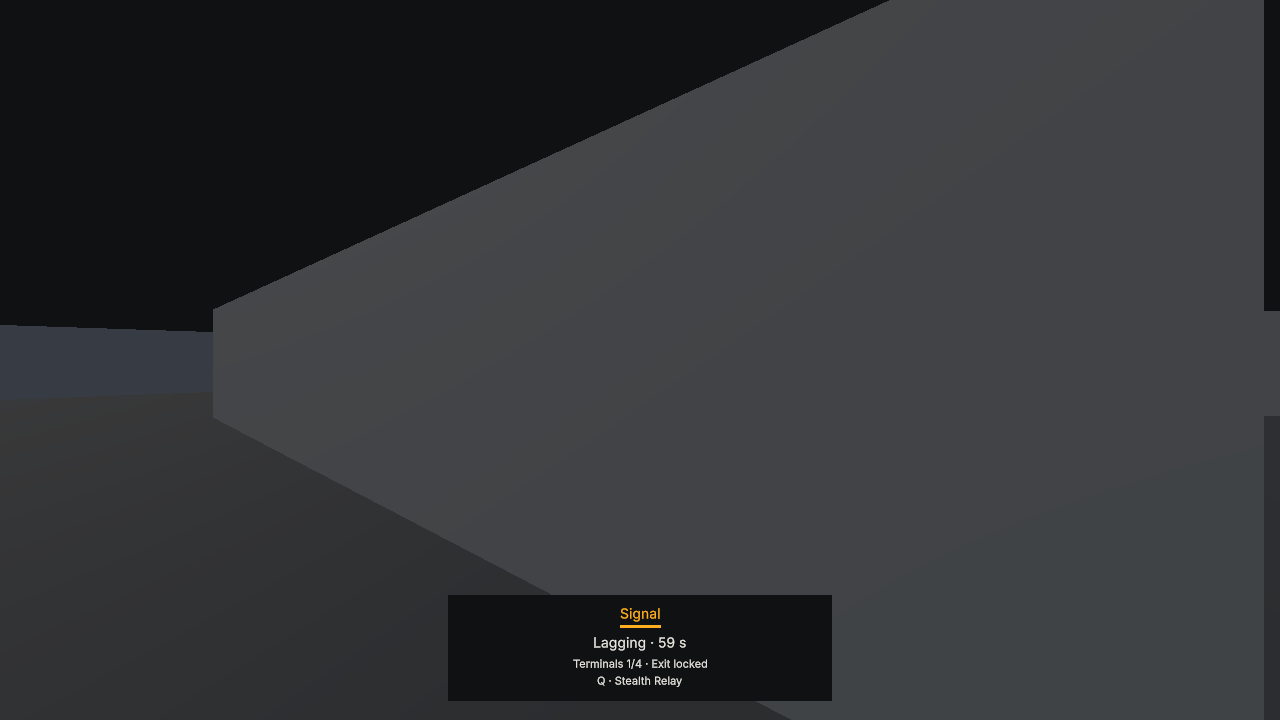 Signal
Lagging · 59 s
Terminals 1/4 · Exit locked
Q · Stealth Relay